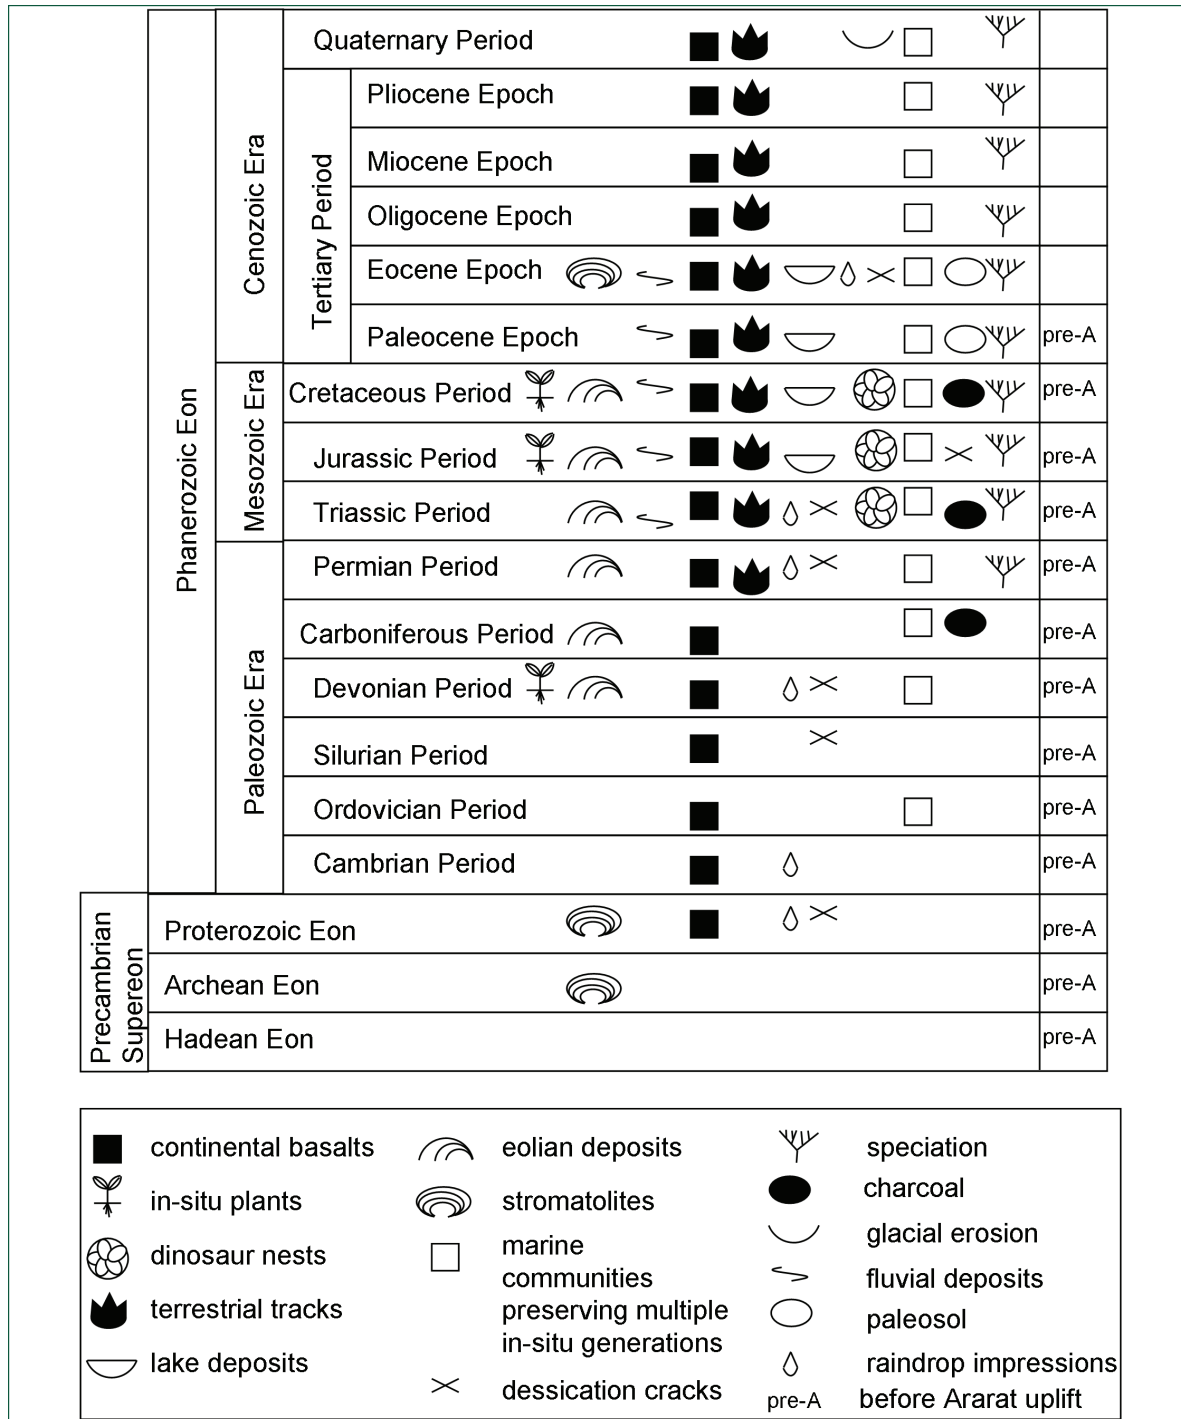 Phanerozoic Eon
Cenozoic Era
Quaternary Period
Tertiary Period
Pliocene Epoch
Miocene Epoch
Oligocene Epoch
Eocene Epoch
Paleocene Epoch pre-A
Mesozoic Era
Cretaceous Period pre-A
Jurassic Period pre-A
Triassic Period pre-A
Paleozoic Era
Permian Period pre-A
Carboniferous Period pre-A
Devonian Period pre-A
Silurian Period pre-A
Ordovician Period pre-A
Cambrian Period pre-A
Precambrian
Supereon
Proterozoic Eon pre-A
Archean Eon pre-A
Hadean Eon pre-A
continental basalts
in-situ plants
dinosaur nests
terrestrial tracks
lake deposits
eolian deposits
stromatolites
marine
communities
preserving multiple
in-situ generations
dessication cracks
speciation
charcoal
glacial erosion
fluvial deposits
paleosol
raindrop impressions
pre-A before Ararat uplift